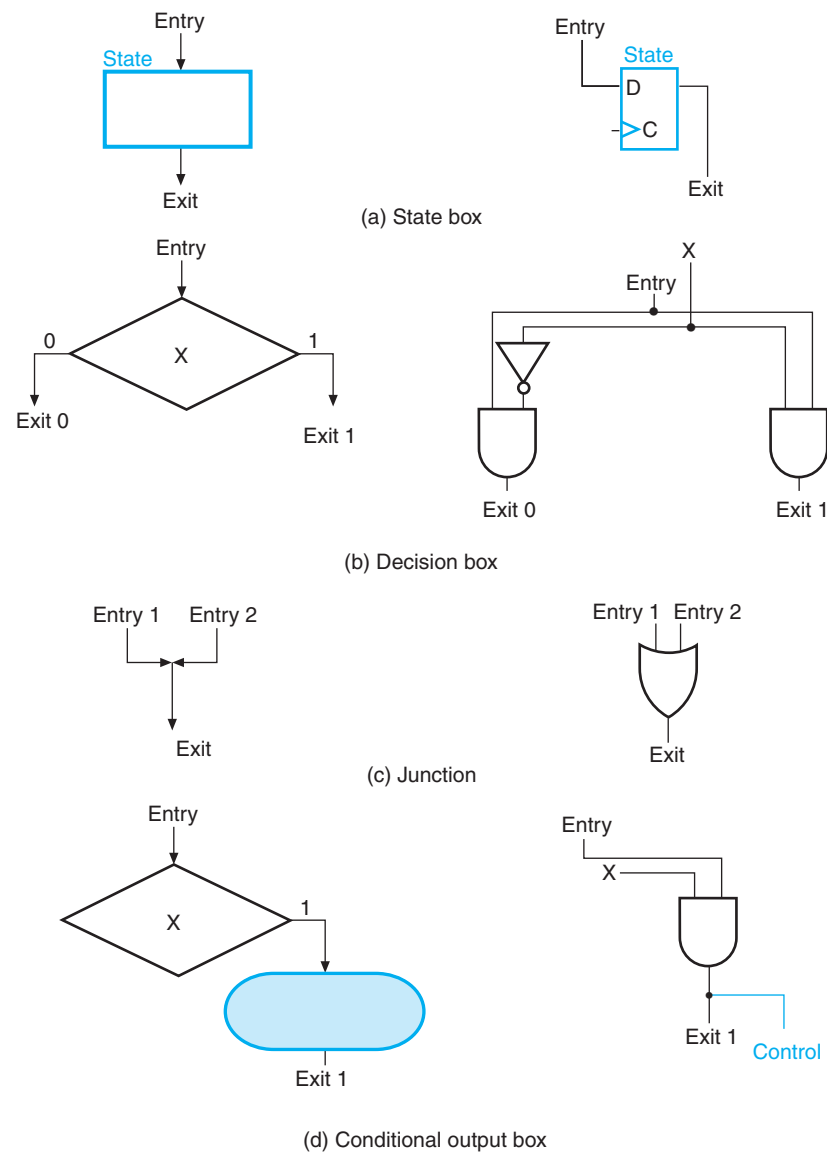 Entry
State
Exit
Entry
State
D
C
Exit
(a) State box
Entry
0
X
1
Exit 0
Exit 1
X
Entry
Exit 0
Exit 1
(b) Decision box
Entry 1
Entry 2
Exit
Entry 1
Entry 2
Exit
(c) Junction
Entry
X
1
Exit 1
Entry
X
Exit 1
Control
(d) Conditional output box